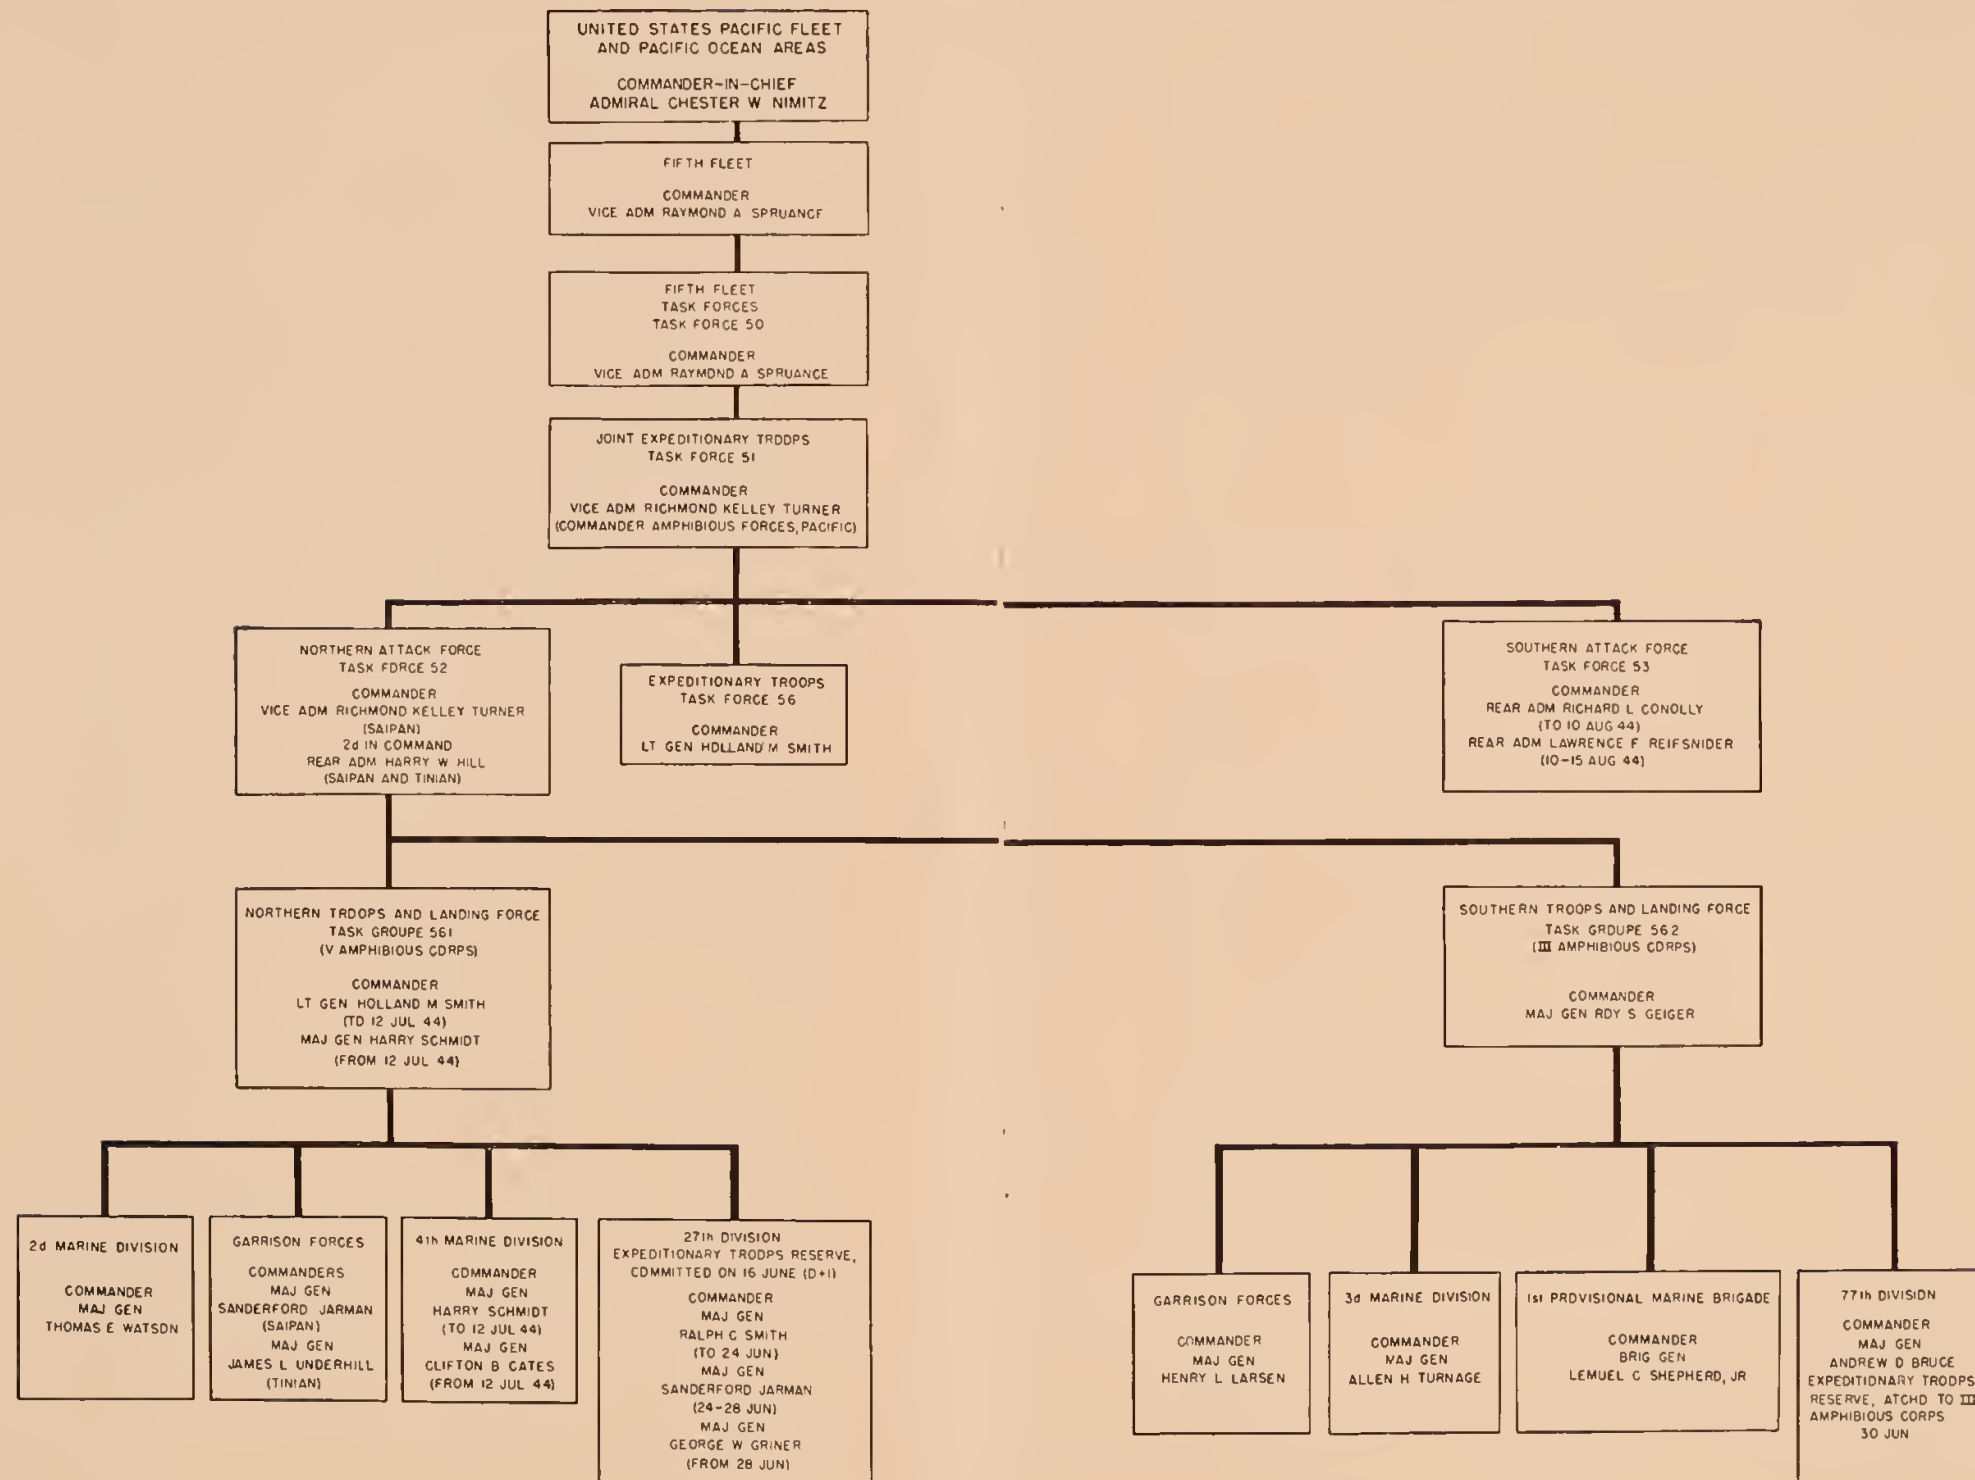 UNITED STATES PACIFIC FLEET
AND PACIFIC OCEAN AREAS
COMMANDER-IN-CHIEF
ADMIRAL CHESTER W NIMITZ
FIFTH FLEET
COMMANDER
VICE ADM RAYMOND A SPRUANCE
FIFTH FLEET
TASK FORCES
TASK FORCE 50
COMMANDER
VICE ADM RAYMOND A SPRUANCE
JOINT EXPEDITIONARY TROOPS
TASK FORCE 51
COMMANDER
VICE ADM RICHMOND KELLEY TURNER
(COMMANDER AMPHIBIOUS FORCES, PACIFIC)
NORTHERN ATTACK FORCE
TASK FORCE 52
COMMANDER
VICE ADM RICHMOND KELLEY TURNER
(SAIPAN)
2d IN COMMAND
REAR ADM HARRY W HILL
(SAIPAN AND TINIAN)
EXPEDITIONARY TROOPS
TASK FORCE 56
COMMANDER
LT GEN HOLLAND M SMITH
SOUTHERN ATTACK FORCE
TASK FORCE 53
COMMANDER
REAR ADM RICHARD L CONOLLY
(TO 10 AUG 44)
REAR ADM LAWRENCE F REIFSNIDER
(10-15 AUG 44)
NORTHERN TROOPS AND LANDING FORCE
TASK GROUPE 561
(V AMPHIBIOUS CORPS)
COMMANDER
LT GEN HOLLAND M SMITH
(TO 12 JUL 44)
MAJ GEN HARRY SCHMIDT
(FROM 12 JUL 44)
SOUTHERN TROOPS AND LANDING FORCE
TASK GROUPE 562
(III AMPHIBIOUS CORPS)
COMMANDER
MAJ GEN ROY S GEIGER
2d MARINE DIVISION
COMMANDER
MAJ GEN
THOMAS E WATSON
GARRISON FORCES
COMMANDERS
MAJ GEN
SANDERFORD JARMAN
(SAIPAN)
MAJ GEN
JAMES L UNDERHILL
(TINIAN)
4th MARINE DIVISION
COMMANDER
MAJ GEN
HARRY SCHMIDT
(TO 12 JUL 44)
MAJ GEN
CLIFTON B CATES
(FROM 12 JUL 44)
27th DIVISION
EXPEDITIONARY TROOPS RESERVE,
COMMITTED ON 16 JUNE (D+1)
COMMANDER
MAJ GEN
RALPH C SMITH
(TO 24 JUN)
MAJ GEN
SANDERFORD JARMAN
(24-28 JUN)
MAJ GEN
GEORGE W GRINER
(FROM 28 JUN)
GARRISON FORCES
COMMANDER
MAJ GEN
HENRY L LARSEN
3d MARINE DIVISION
COMMANDER
MAJ GEN
ALLEN H TURNAGE
1st PROVISIONAL MARINE BRIGADE
COMMANDER
BRIG GEN
LEMUEL C SHEPHERD, JR
77th DIVISION
COMMANDER
MAJ GEN
ANDREW D BRUCE
EXPEDITIONARY TROOPS
RESERVE, ATCHD TO III
AMPHIBIOUS CORPS
30 JUN